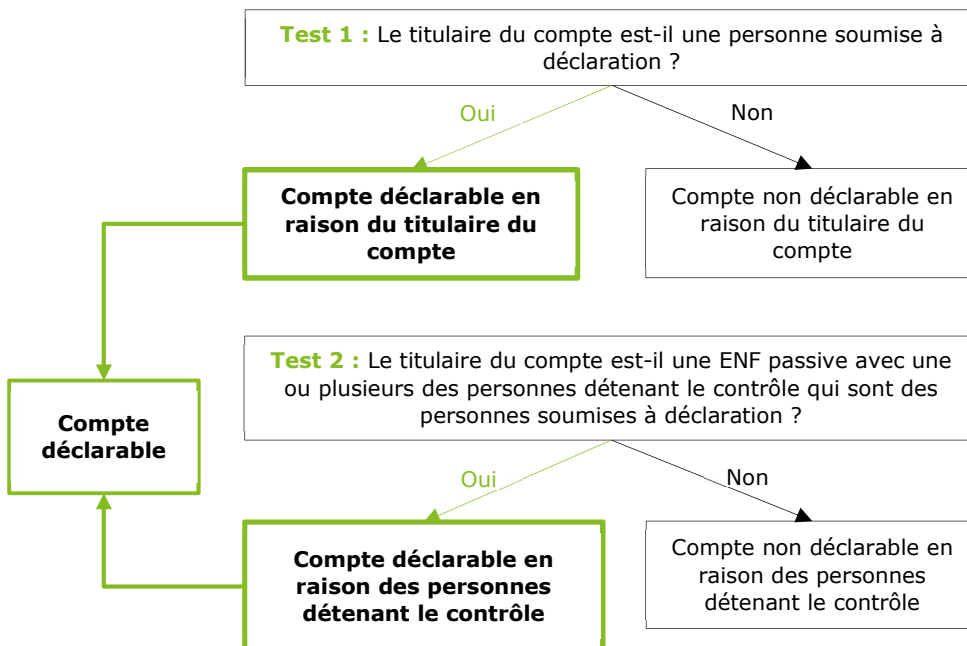 Test 1 : Le titulaire du compte est-il une personne soumise à
déclaration ?
Oui
Non
Compte déclarable en
raison du titulaire du
compte
Compte non déclarable en
raison du titulaire du
compte
Test 2 : Le titulaire du compte est-il une ENF passive avec une
ou plusieurs des personnes détenant le contrôle qui sont des
personnes soumises à déclaration ?
Compte
déclarable
Oui
Non
Compte déclarable en
raison des personnes
détenant le contrôle
Compte non déclarable en
raison des personnes
détenant le contrôle